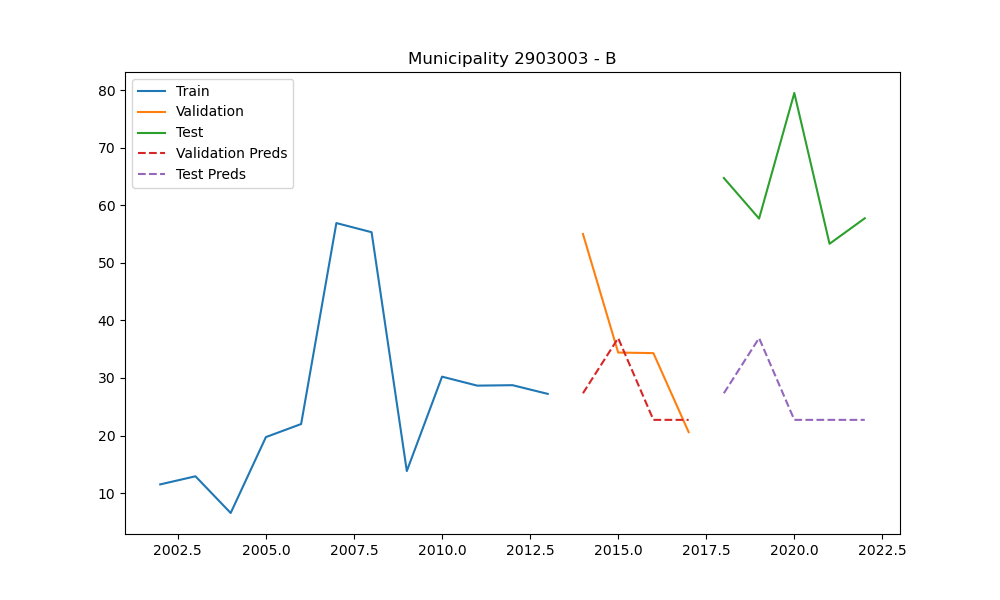 Municipality 2903003 - B
Train
Validation
Test
Validation Preds
Test Preds
80
70
60
50
40
30
20
10
2002.5 2005.0 2007.5 2010.0 2012.5 2015.0 2017.5 2020.0 2022.5